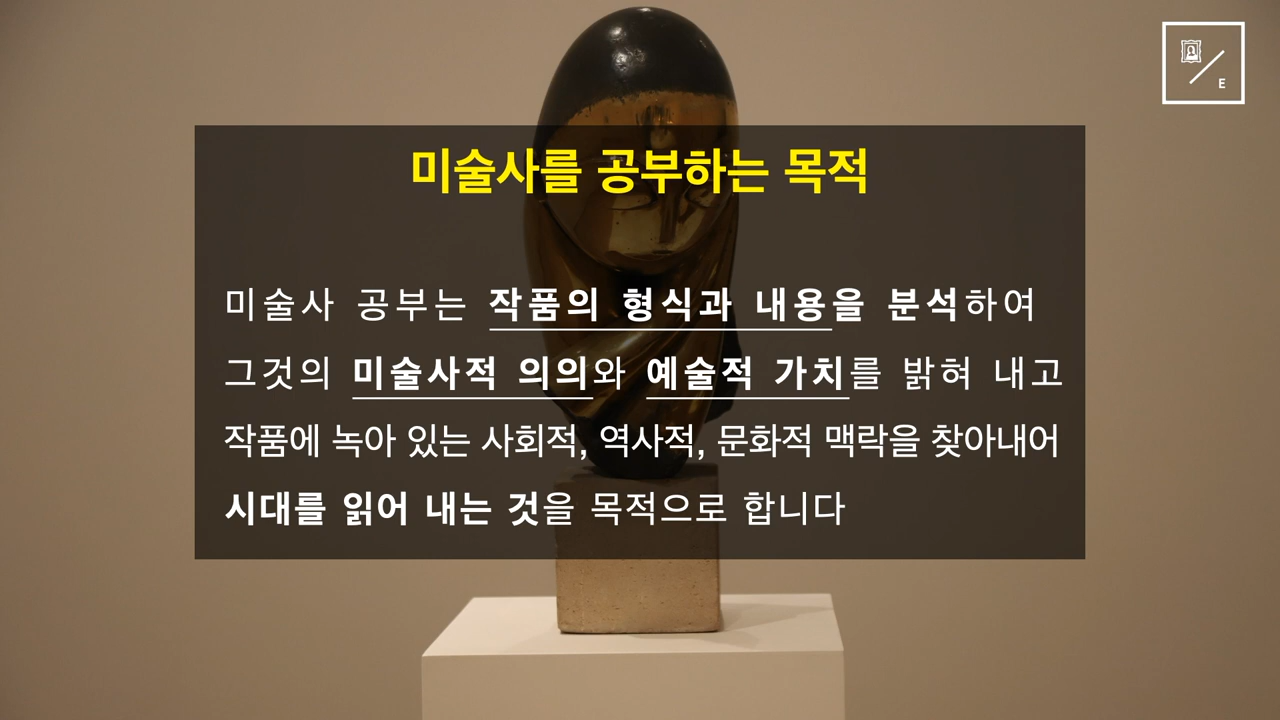 E
미술사를 공부하는 목적
미술사 공부는 작품의 형식과 내용을 분석하여
그것의 미술사적 의의와 예술적 가치를 밝혀 내고
작품에 녹아 있는 사회적, 역사적, 문화적 맥락을 찾아내어
시대를 읽어 내는 것을 목적으로 합니다